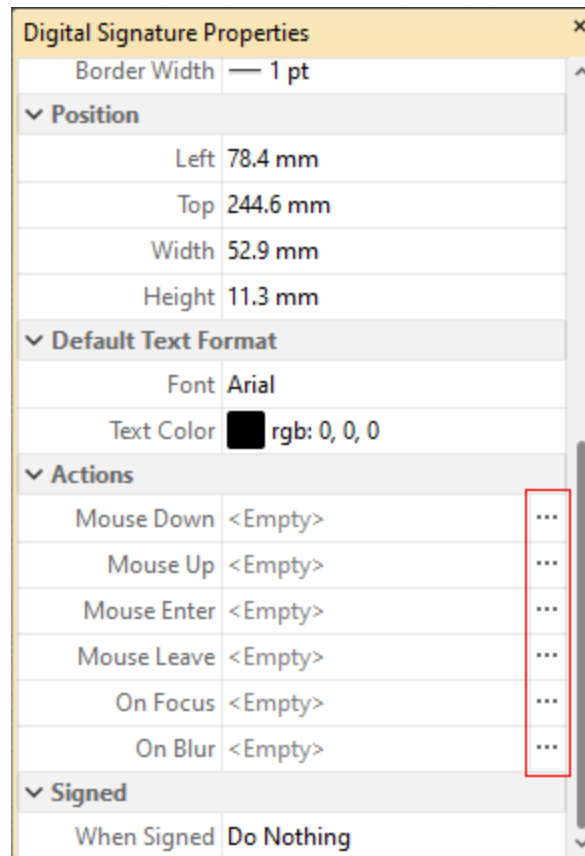 Digital Signature Properties
Border Width 1 pt
Position
Left 78.4 mm
Top 244.6 mm
Width 52.9 mm
Height 11.3 mm
Default Text Format
Font Arial
Text Color rgb: 0, 0, 0
Actions
Mouse Down <Empty> ...
Mouse Up <Empty> ...
Mouse Enter <Empty> ...
Mouse Leave <Empty> ...
On Focus <Empty> ...
On Blur <Empty> ...
Signed
When Signed Do Nothing